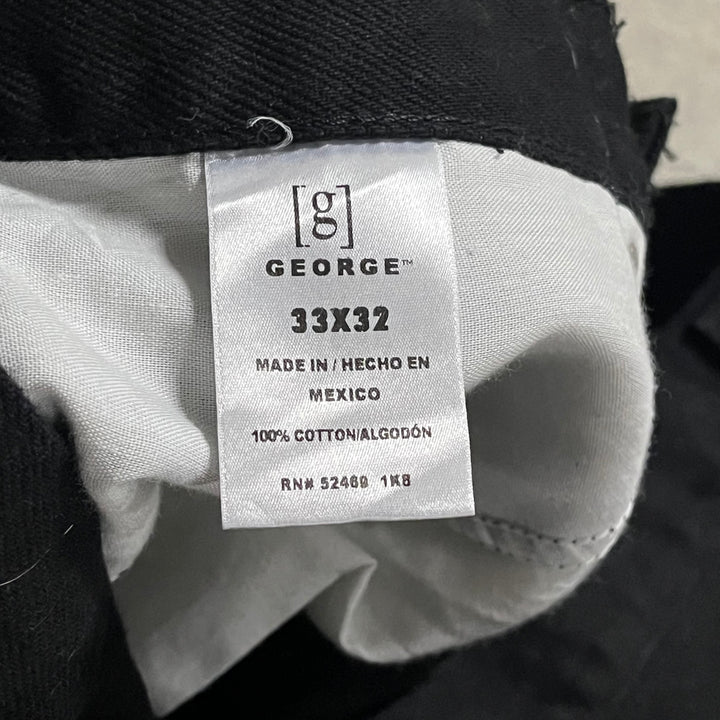 [g]
GEORGE™
33X32
MADE IN / HECHO EN
MEXICO
100% COTTON/ALGODÓN
RN# 52469 1K8